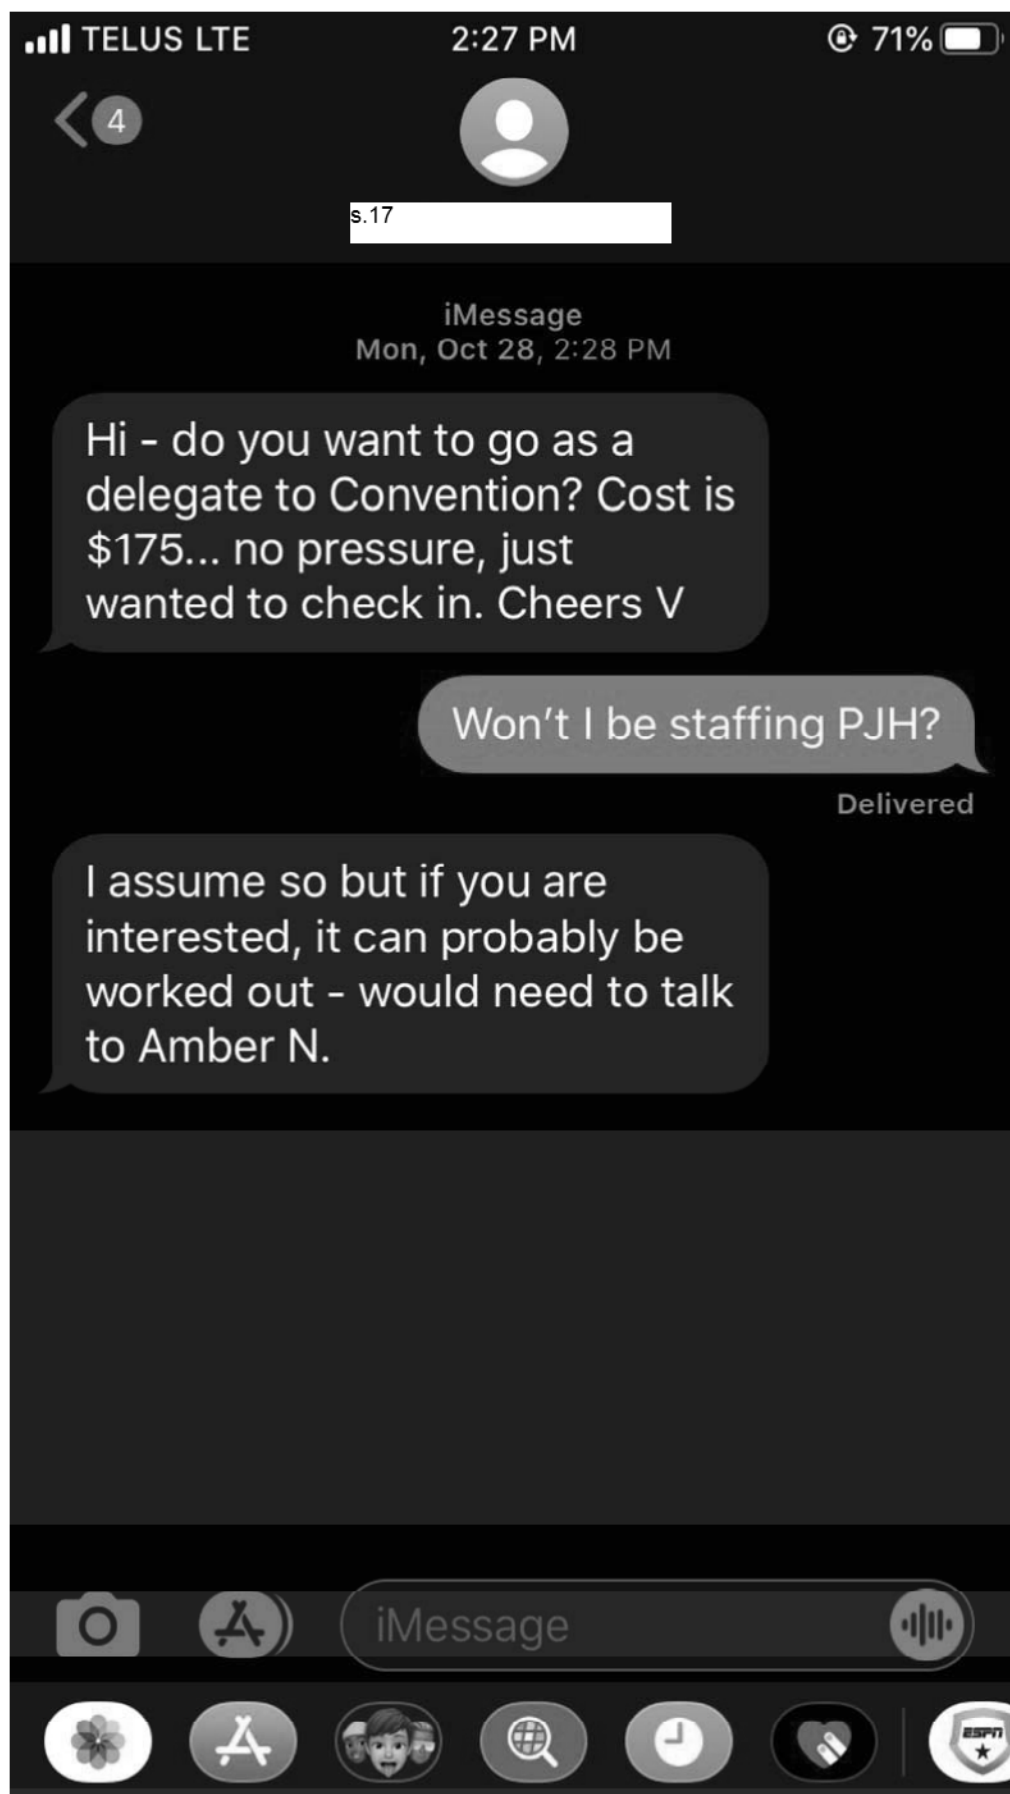 TELUS LTE 2:27 PM 71%
4
s.17
iMessage
Mon, Oct 28, 2:28 PM
Hi - do you want to go as a
delegate to Convention? Cost is
$175... no pressure, just
wanted to check in. Cheers V
Won't I be staffing PJH?
Delivered
I assume so but if you are
interested, it can probably be
worked out - would need to talk
to Amber N.
iMessage
ESPN